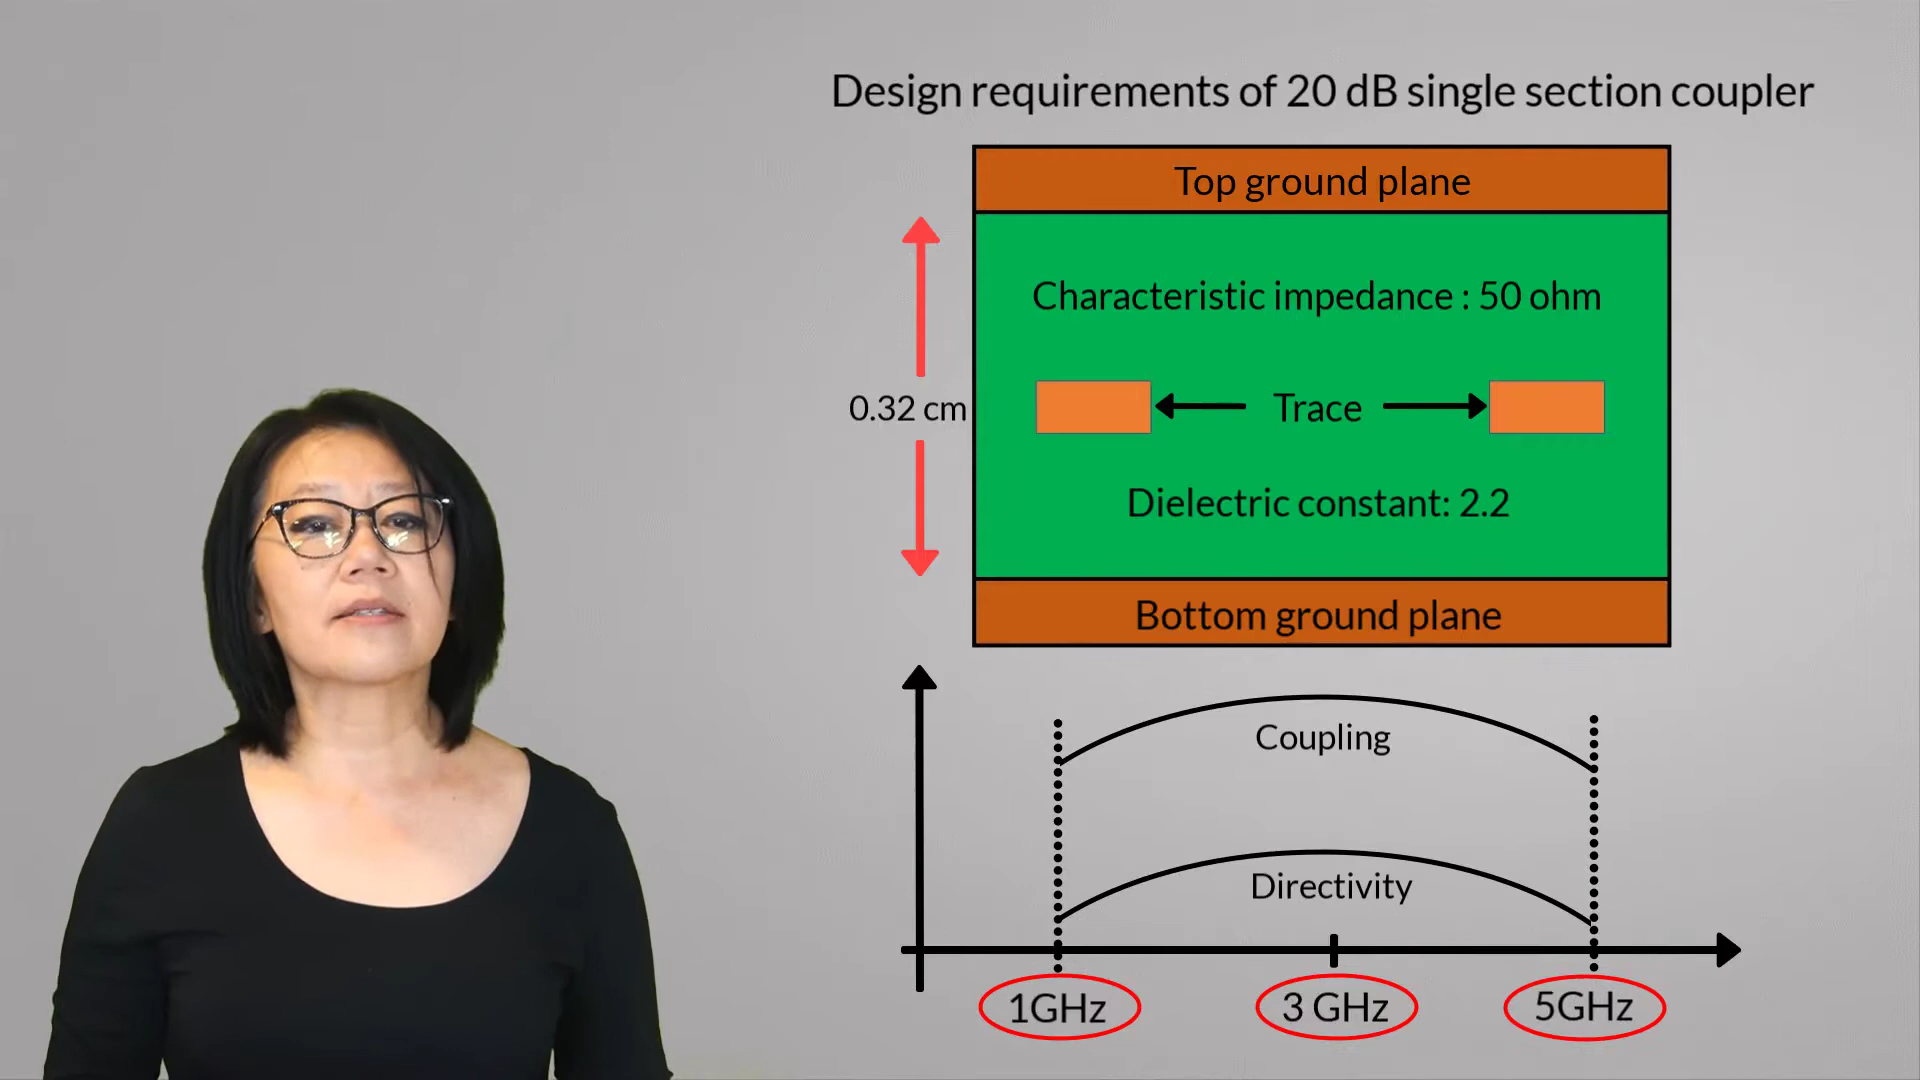 Design requirements of 20 dB single section coupler
Top ground plane
Characteristic impedance : 50 ohm
0.32 cm
Trace
Dielectric constant: 2.2
Bottom ground plane
Coupling
Directivity
1GHz
3 GHz
5GHz